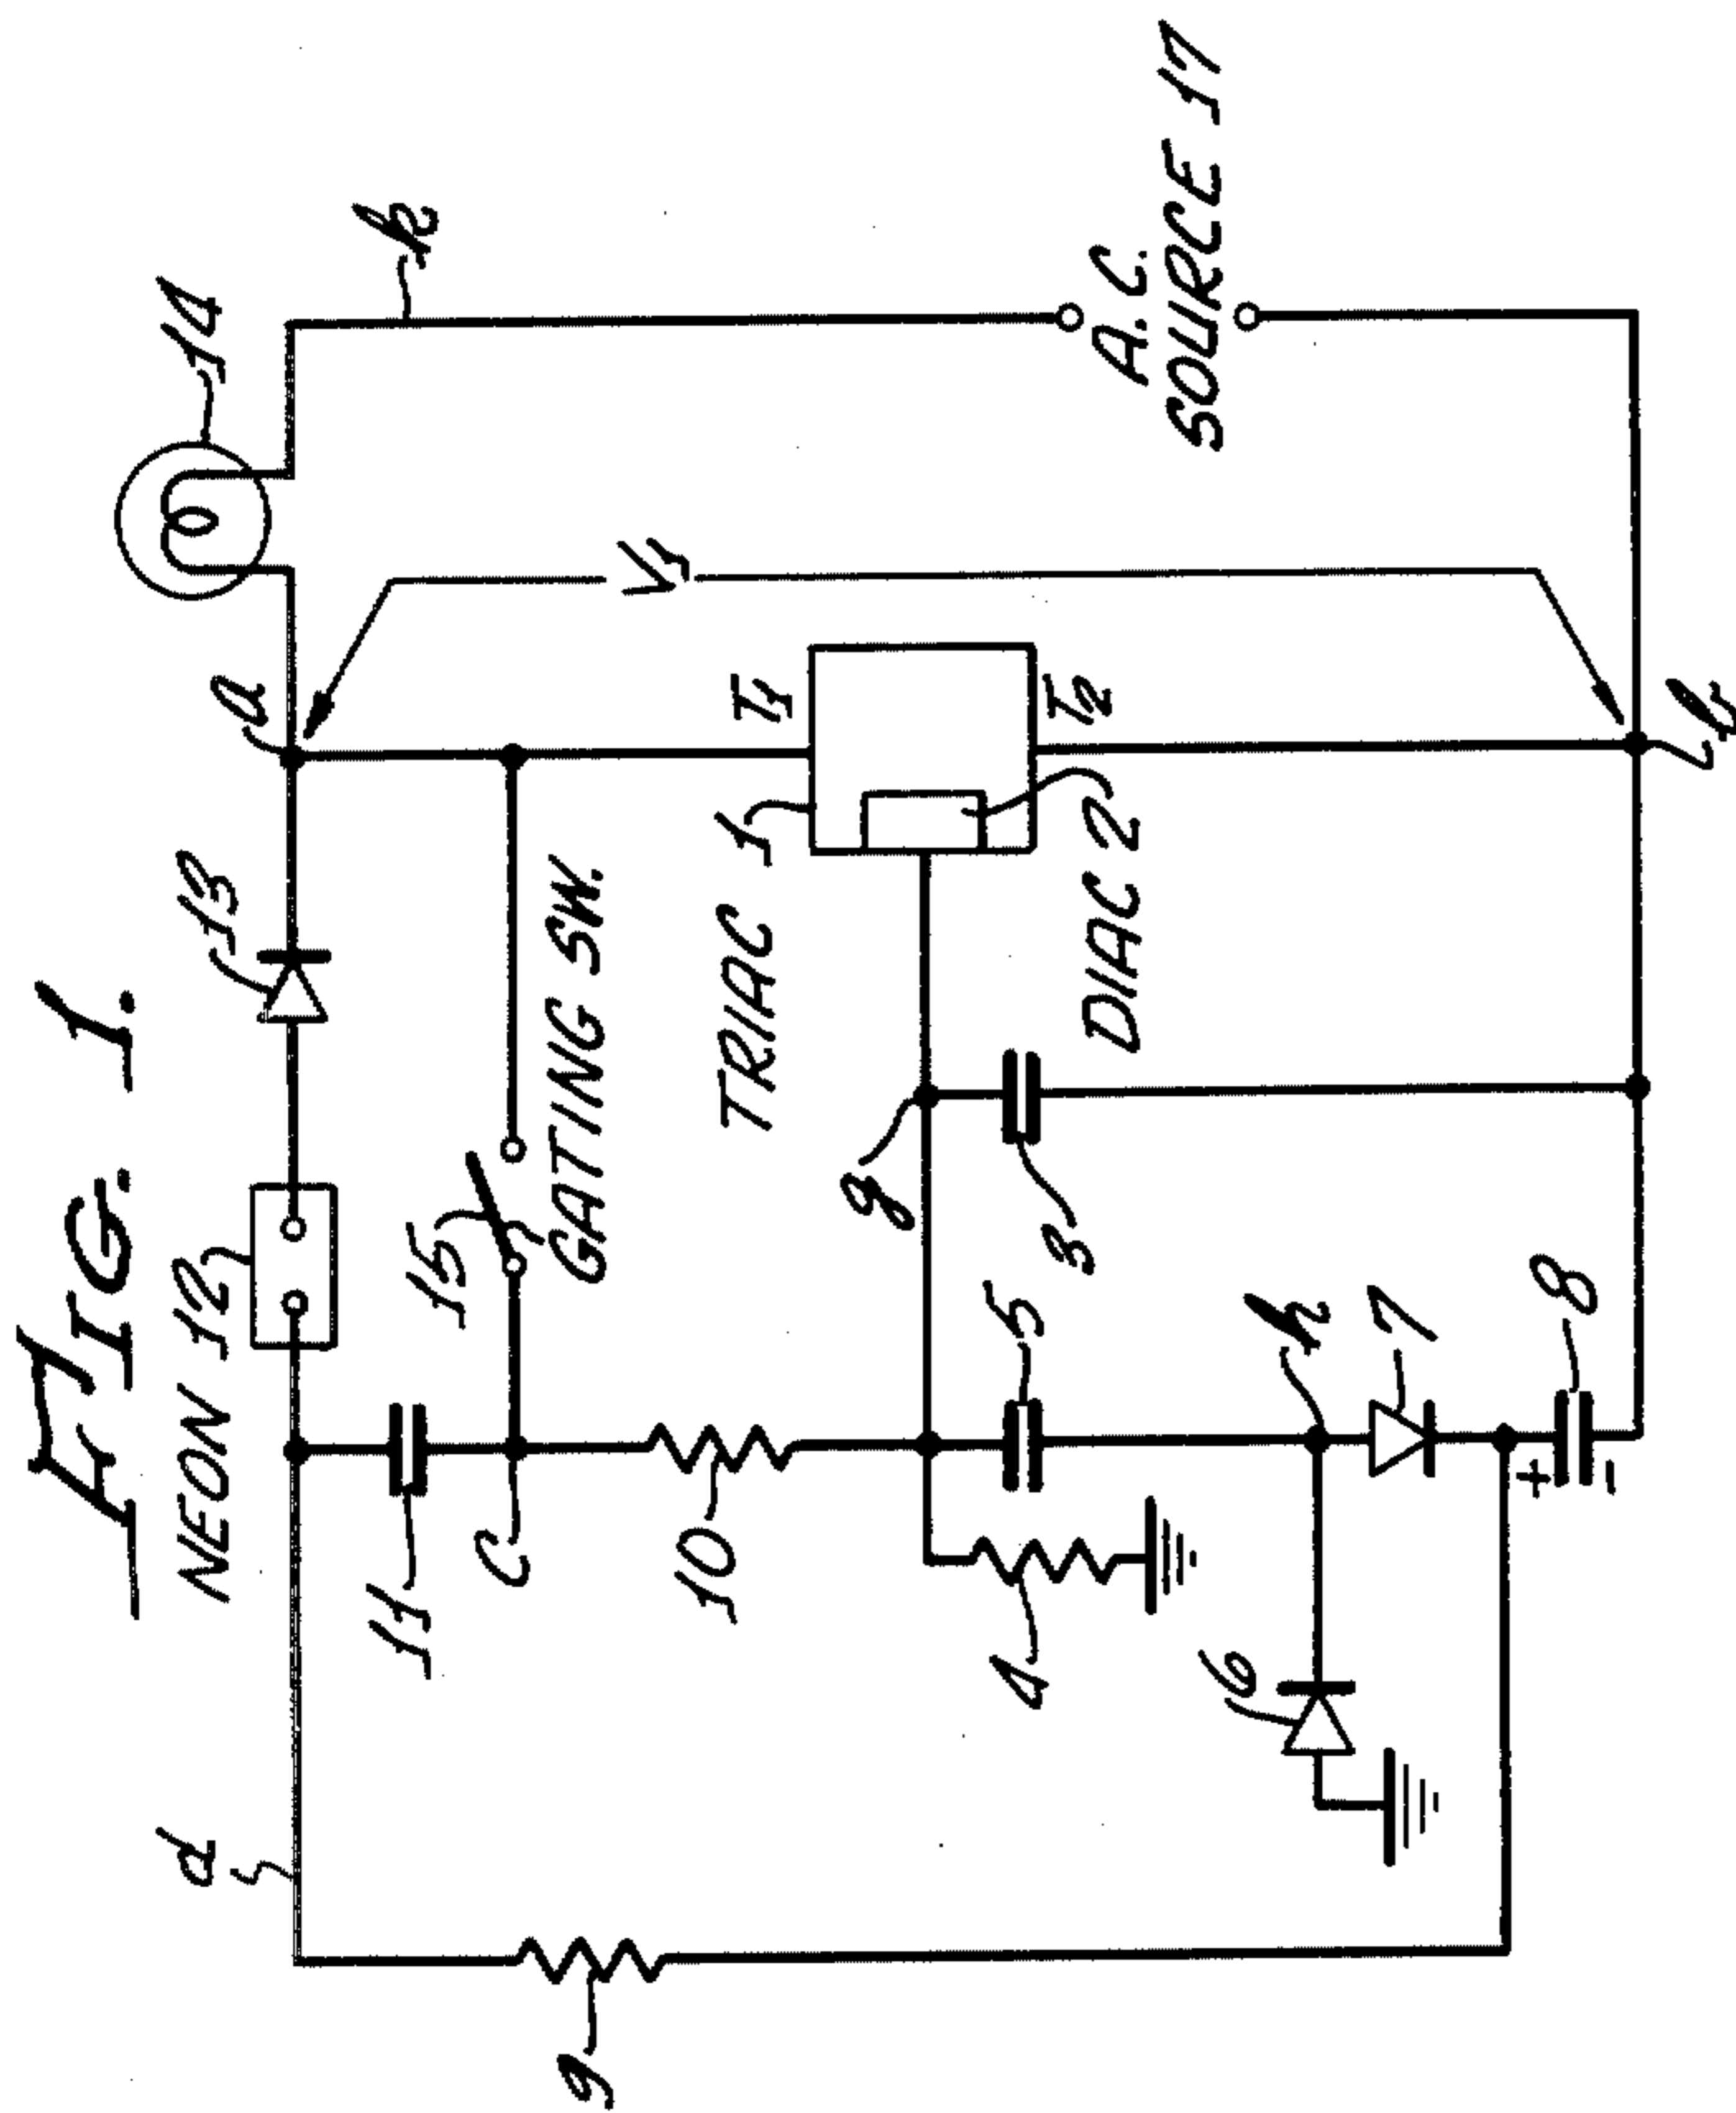 FIG. 1.
NEON 12
13
a
14
k
d
11
15
GATING SW.
C
10
TRIAC 1
T1
T2
V1
A. C.
SOURCE 17
g
3
DIAC 2
5
4
6
h
7
8
+
-
9